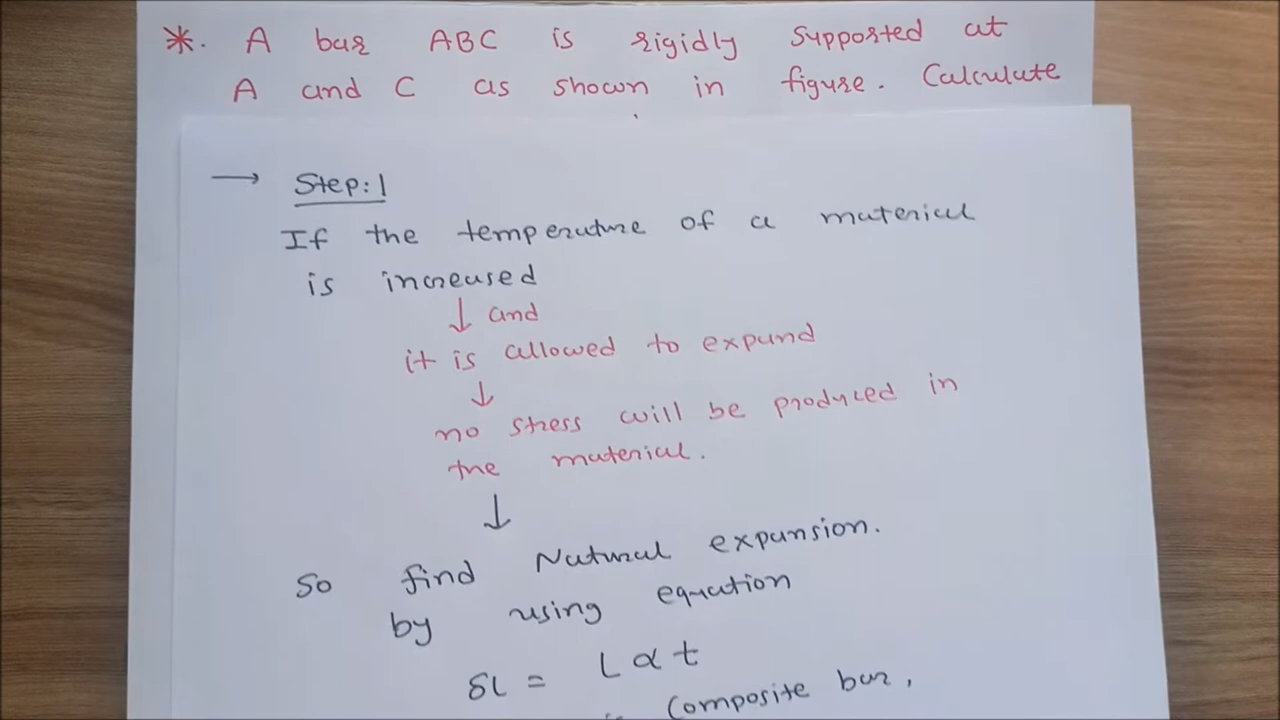 *. A bar ABC is rigidly supported at
A and C as shown in figure. Calculate
→ Step:1
If the temperature of a material
is increased
↓ and
it is allowed to expand
↓
no stress will be produced in
the material.
↓
So find Natural expansion.
by using equation
δL = L α t
composite bar,